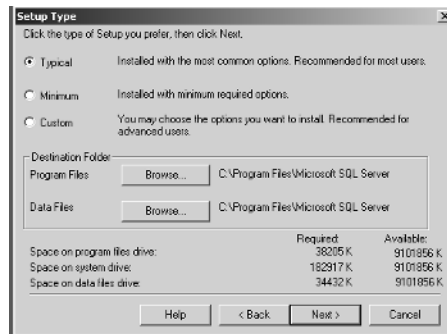 Setup Type
Click the type of Setup you prefer, then click Next.
Typical Installed with the most common options. Recommended for most users.
Minimum Installed with minimum required options.
Custom You may choose the options you want to install. Recommended for advanced users.
Destination Folder
Program Files Browse... C:\Program Files\Microsoft SQL Server
Data Files Browse... C:\Program Files\Microsoft SQL Server
Required: Available:
Space on program files drive: 38205 K 9101856 K
Space on system drive: 182917 K 9101856 K
Space on data files drive: 34432 K 9101856 K
Help < Back Next > Cancel